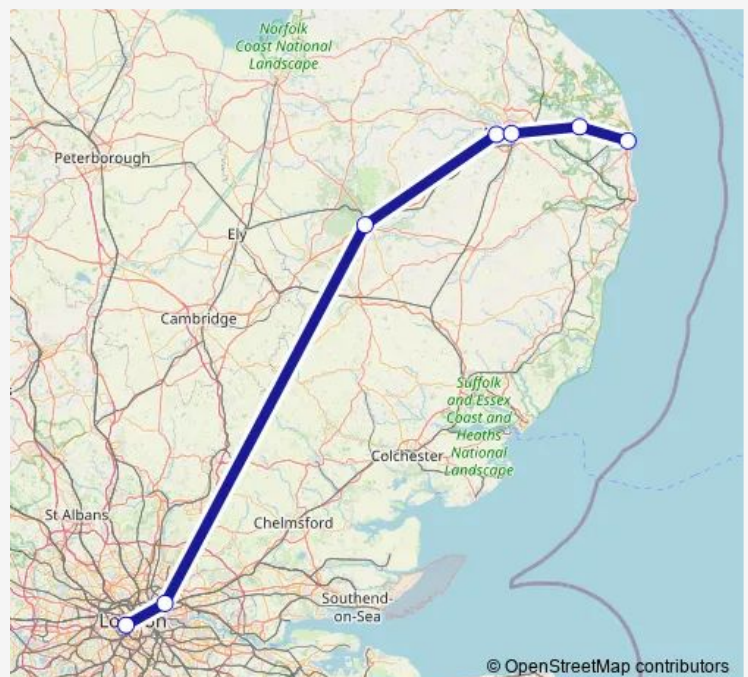 Norfolk
Coast National
Landscape
Peterborough
Ely
Cambridge
Suffolk
and Essex
Coast and
Heaths
National
Landscape
Colchester
St Albans
Chelmsford
Southend-
on-Sea
© OpenStreetMap contributors